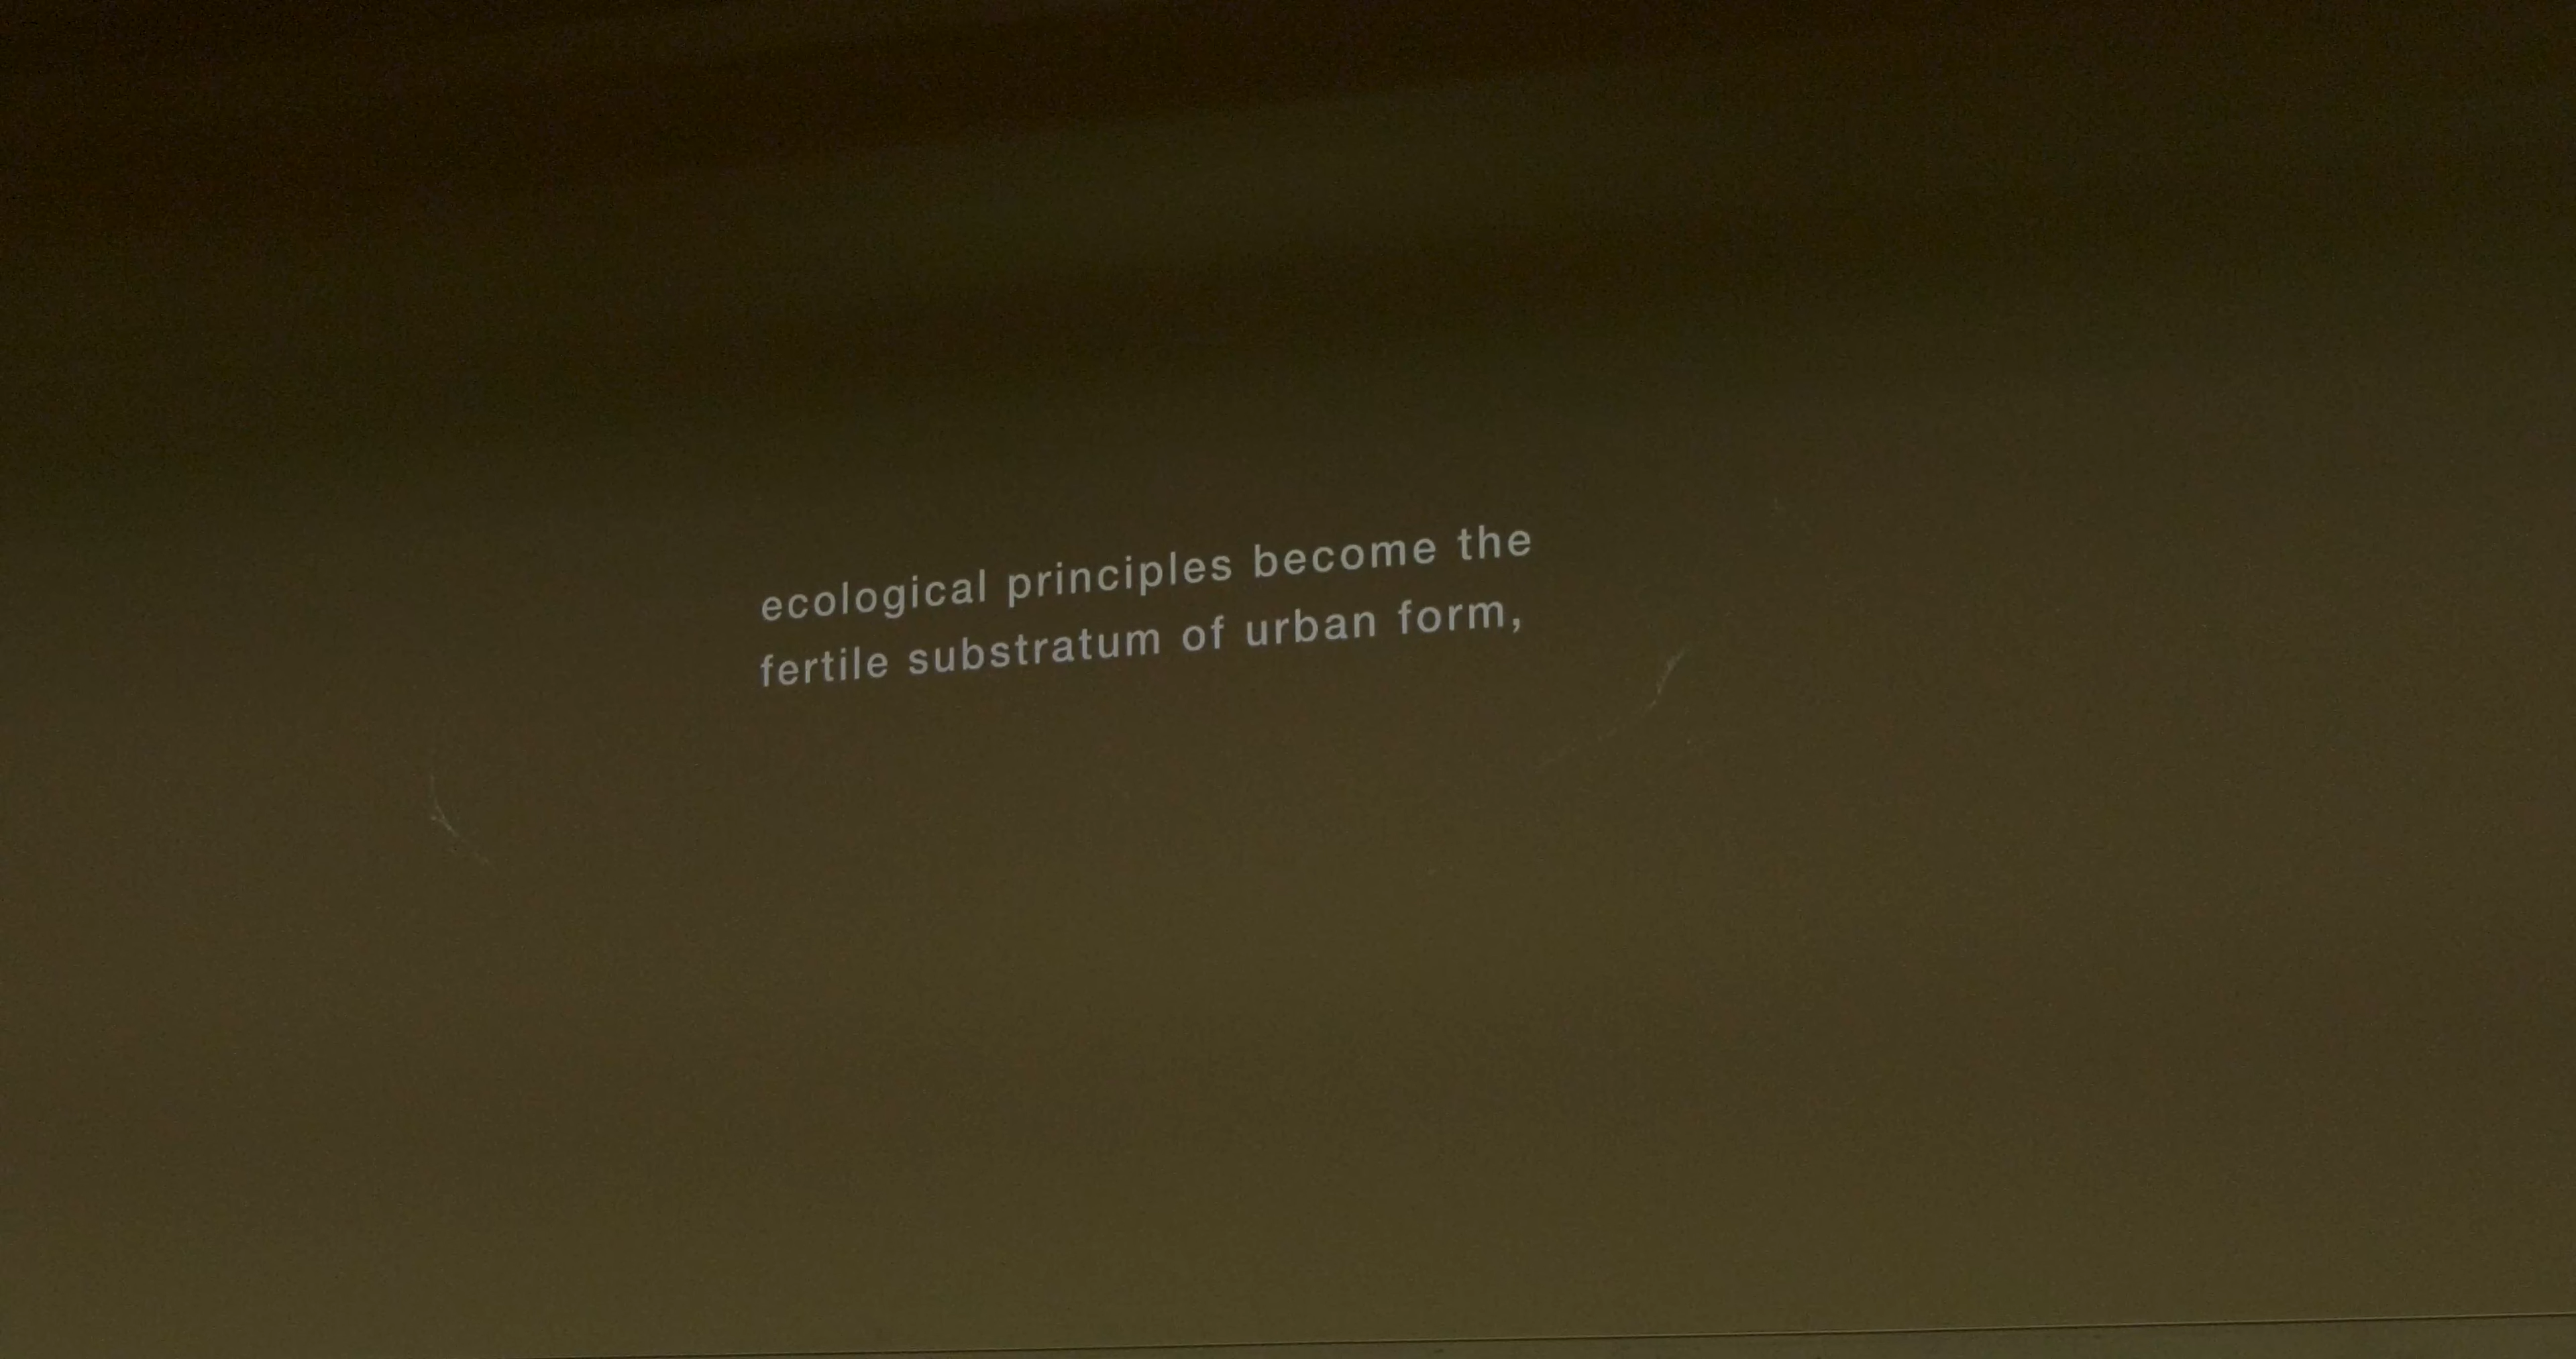 ecological principles become the
fertile substratum of urban form,